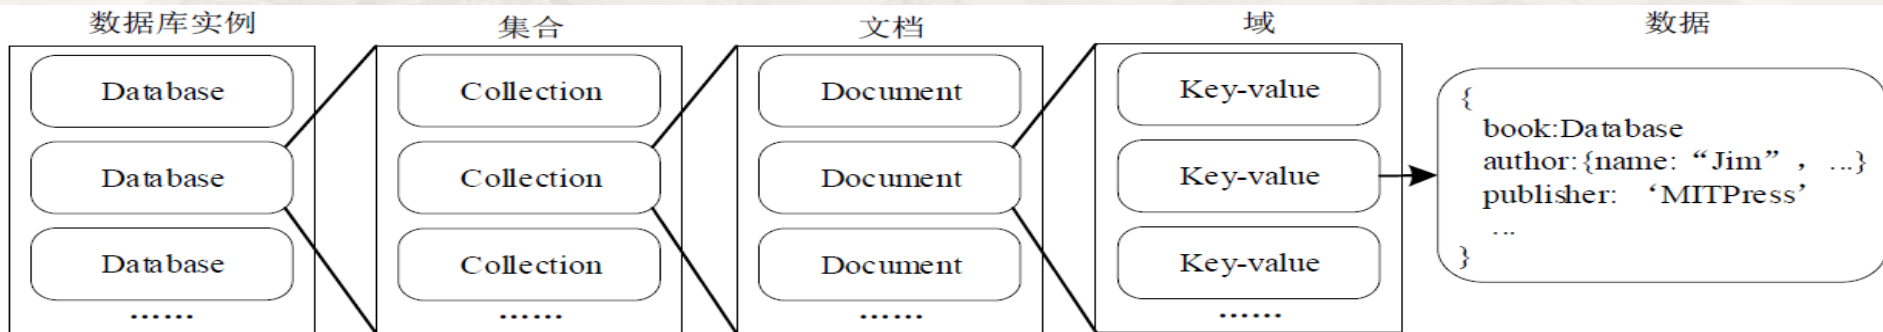 数据库实例
Database
Database
Database
……
集合
Collection
Collection
Collection
……
文档
Document
Document
Document
……
域
Key-value
Key-value
Key-value
……
数据
{
book:Database
author:{name:“Jim”, ...}
publisher: ‘MITPress’
...
}